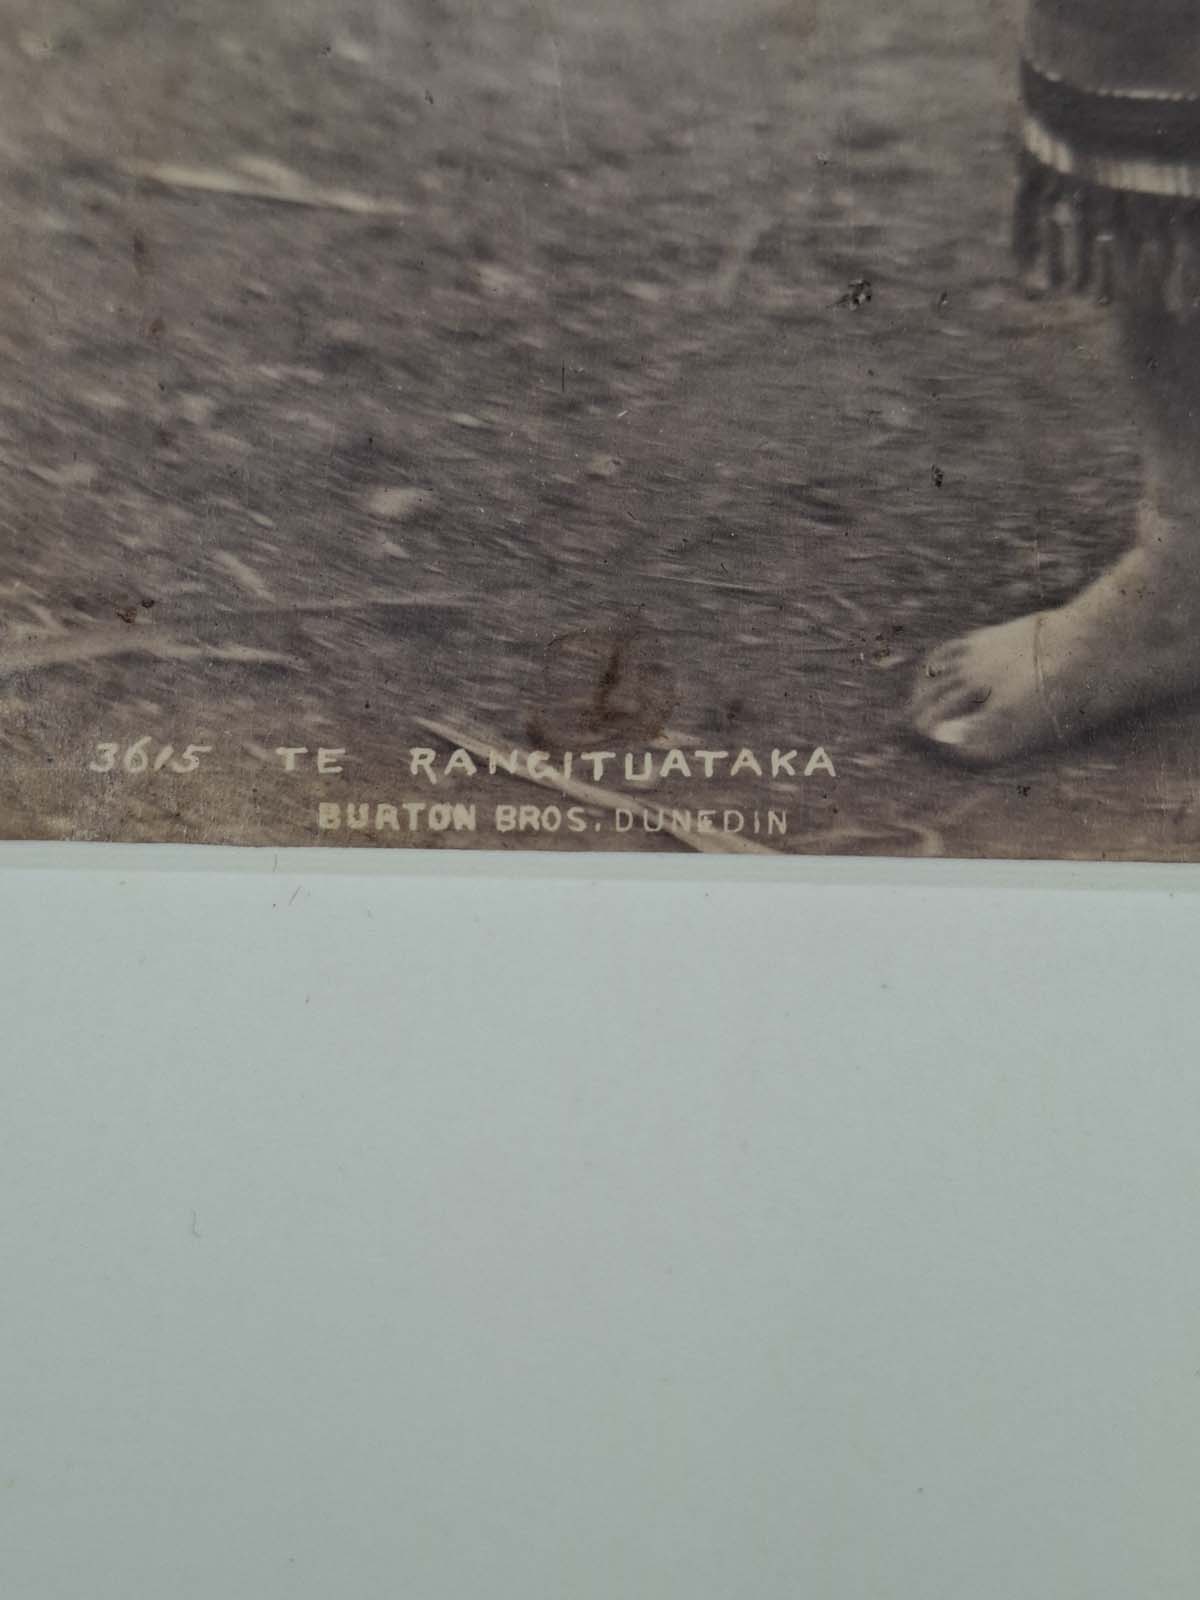 3615 TE RANGITUATAKA
BURTON BROS. DUNEDIN